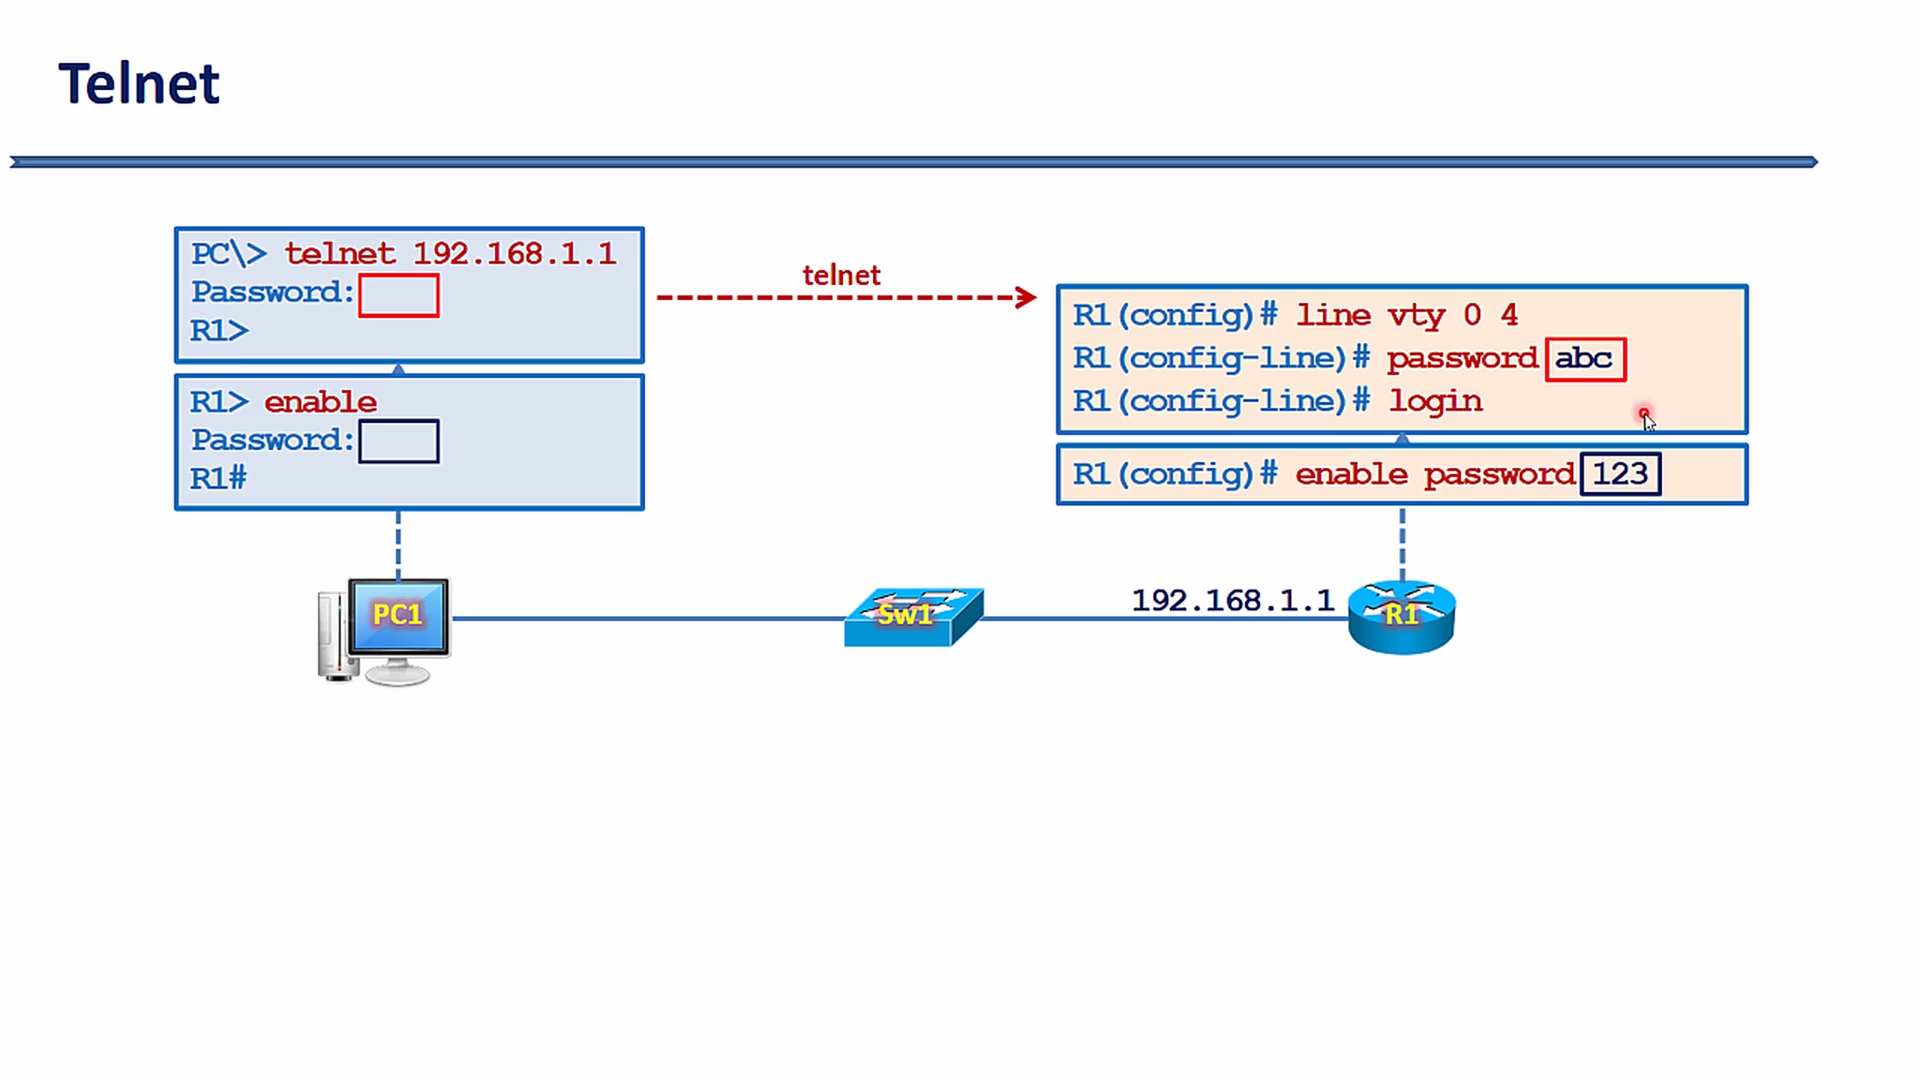 Telnet
PC\> telnet 192.168.1.1
Password:
R1>
R1> enable
Password:
R1#
telnet
R1(config)# line vty 0 4
R1(config-line)# password abc
R1(config-line)# login
R1(config)# enable password 123
PC1
Sw1
192.168.1.1
R1